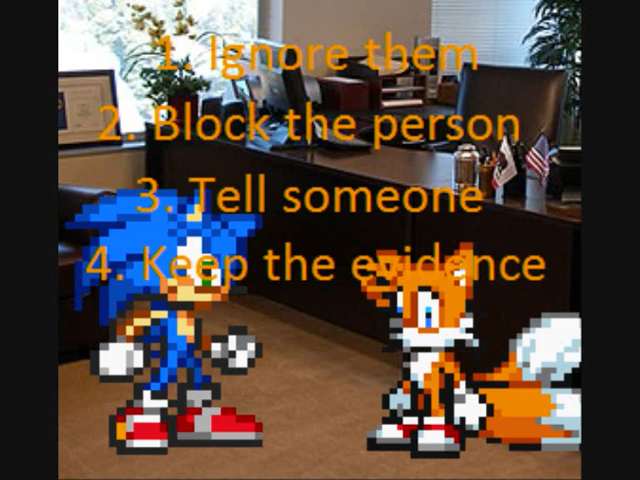 1. Ignore them
2. Block the person
3. Tell someone
4. Keep the evidence